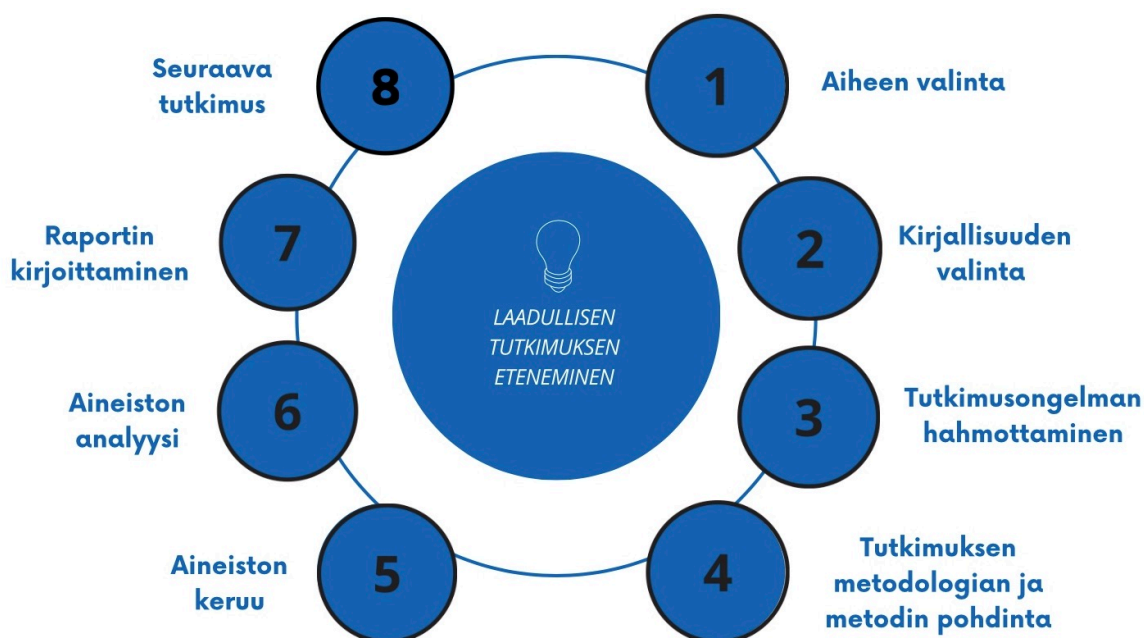 LAADULLISEN
TUTKIMUKSEN
ETENEMINEN
1
Aiheen valinta
2
Kirjallisuuden
valinta
3
Tutkimusongelman
hahmottaminen
4
Tutkimuksen
metodologian ja
metodin pohdinta
5
Aineiston
keruu
6
Aineiston
analyysi
7
Raportin
kirjoittaminen
8
Seuraava
tutkimus